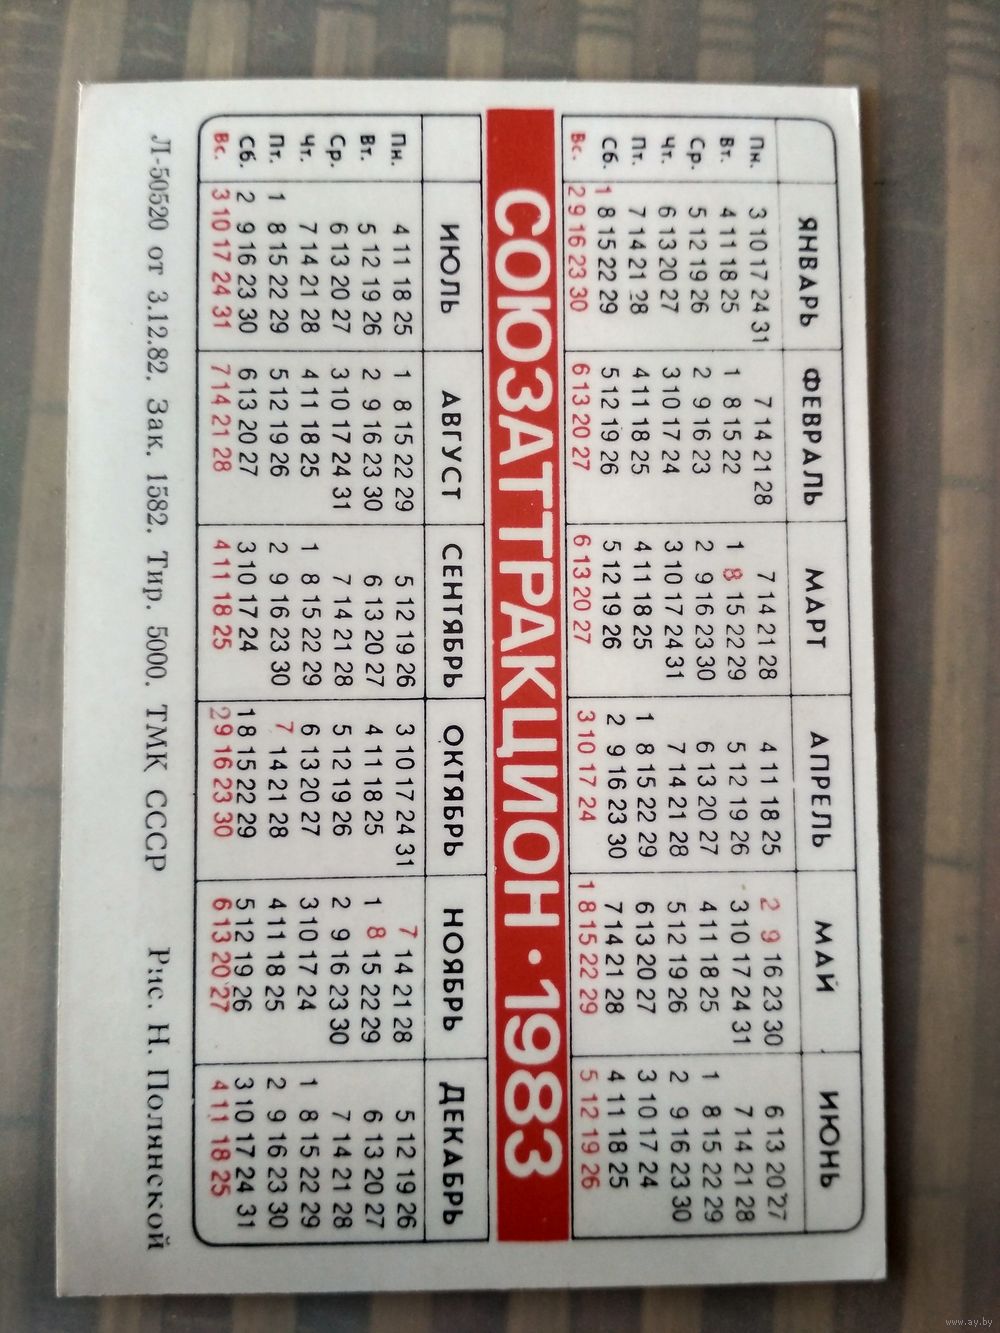 ЯНВАРЬ ФЕВРАЛЬ МАРТ АПРЕЛЬ МАЙ ИЮНЬ
Пн. 3 10 17 24 31 7 14 21 28 7 14 21 28 4 11 18 25 2 9 16 23 30 6 13 20 27
Вт. 4 11 18 25 1 8 15 22 1 8 15 22 29 5 12 19 26 3 10 17 24 31 7 14 21 28
Ср. 5 12 19 26 2 9 16 23 2 9 16 23 30 6 13 20 27 4 11 18 25 1 8 15 22 29
Чт. 6 13 20 27 3 10 17 24 3 10 17 24 31 7 14 21 28 5 12 19 26 2 9 16 23 30
Пт. 7 14 21 28 4 11 18 25 4 11 18 25 1 8 15 22 29 6 13 20 27 3 10 17 24
Сб. 1 8 15 22 29 5 12 19 26 5 12 19 26 2 9 16 23 30 7 14 21 28 4 11 18 25
Вс. 2 9 16 23 30 6 13 20 27 6 13 20 27 3 10 17 24 1 8 15 22 29 5 12 19 26
СОЮЗАТТРАКЦИОН · 1983
ИЮЛЬ АВГУСТ СЕНТЯБРЬ ОКТЯБРЬ НОЯБРЬ ДЕКАБРЬ
Пн. 4 11 18 25 1 8 15 22 29 5 12 19 26 3 10 17 24 31 7 14 21 28 5 12 19 26
Вт. 5 12 19 26 2 9 16 23 30 6 13 20 27 4 11 18 25 1 8 15 22 29 6 13 20 27
Ср. 6 13 20 27 3 10 17 24 31 7 14 21 28 5 12 19 26 2 9 16 23 30 7 14 21 28
Чт. 7 14 21 28 4 11 18 25 1 8 15 22 29 6 13 20 27 3 10 17 24 1 8 15 22 29
Пт. 1 8 15 22 29 5 12 19 26 2 9 16 23 30 7 14 21 28 4 11 18 25 2 9 16 23 30
Сб. 2 9 16 23 30 6 13 20 27 3 10 17 24 1 8 15 22 29 5 12 19 26 3 10 17 24 31
Вс. 3 10 17 24 31 7 14 21 28 4 11 18 25 2 9 16 23 30 6 13 20 27 4 11 18 25
Л-50520 от 3.12.82. Зак. 1582. Тир. 5000. ТМК СССР Рис. Н. Полянской
www.ay.by